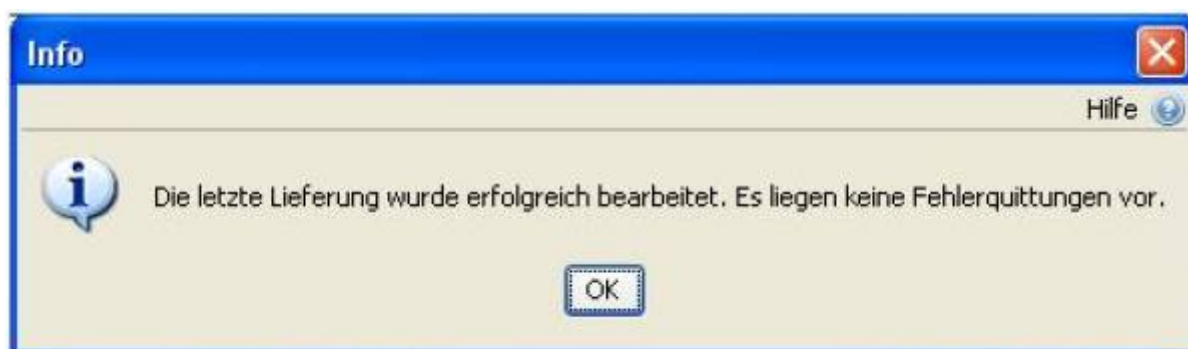 Info
Hilfe
Die letzte Lieferung wurde erfolgreich bearbeitet. Es liegen keine Fehlerquittungen vor.
OK